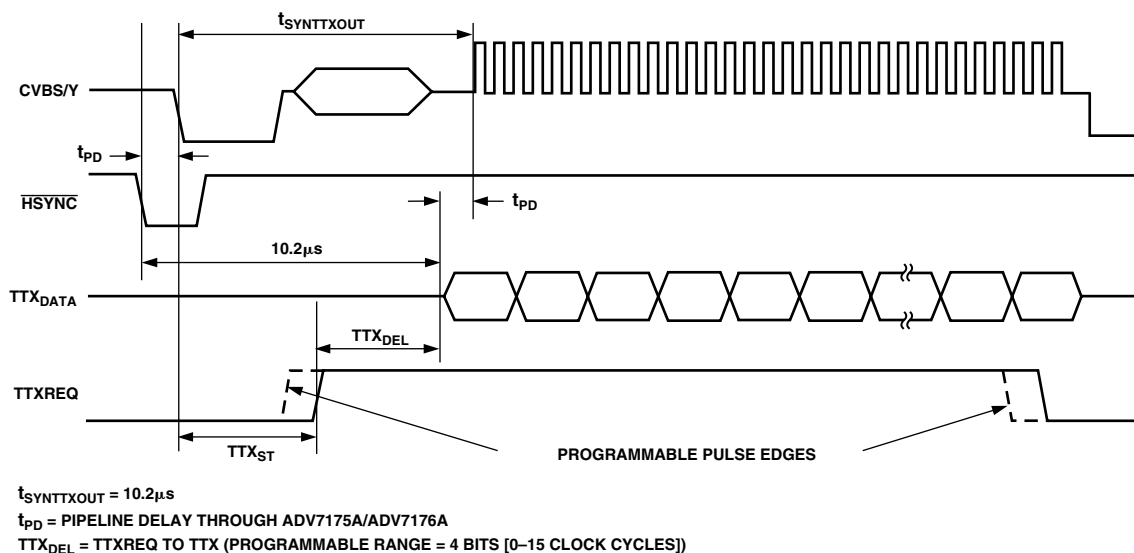 tSYNTTXOUT
CVBS/Y
tPD
HSYNC
tPD
10.2µs
TTXDATA
TTXDEL
TTXREQ
TTXST
PROGRAMMABLE PULSE EDGES
tSYNTTXOUT = 10.2µs
tPD = PIPELINE DELAY THROUGH ADV7175A/ADV7176A
TTXDEL = TTXREQ TO TTX (PROGRAMMABLE RANGE = 4 BITS [0–15 CLOCK CYCLES])